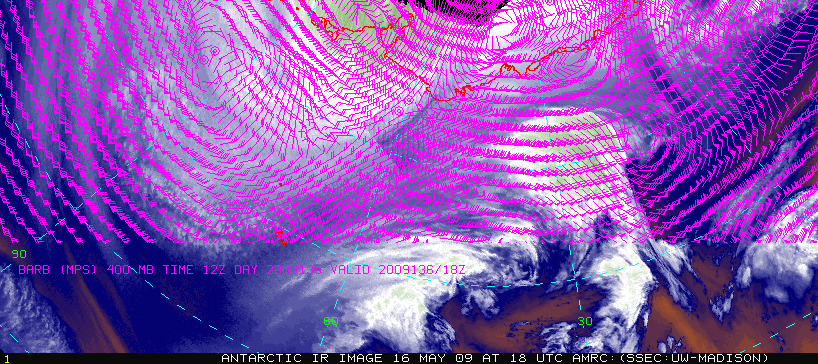 90
BARB (MPS) 400 MB TIME 12Z DAY VALID 2009136/18Z
60
30
1 ANTARCTIC IR IMAGE 16 MAY 09 AT 18 UTC AMRC:(SSEC:UW-MADISON)